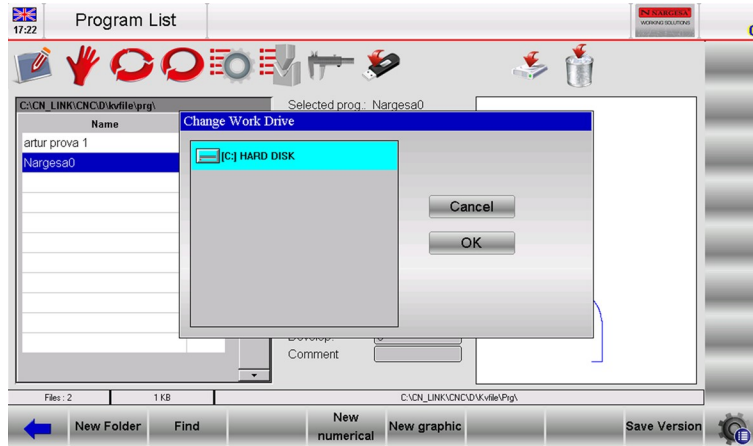 17:22
Program List
NARGESA
WORKING SOLUTIONS
C:\CN_LINK\CNC\D\kvfile\prg\
Selected prog.: Nargesa0
Name
Change Work Drive
artur prova 1
Nargesa0
[C:] HARD DISK
Cancel
OK
Comment
Files : 2
1 KB
C:\CN_LINK\CNC\D\Kvfile\Prg\
New Folder
Find
New
numerical
New graphic
Save Version